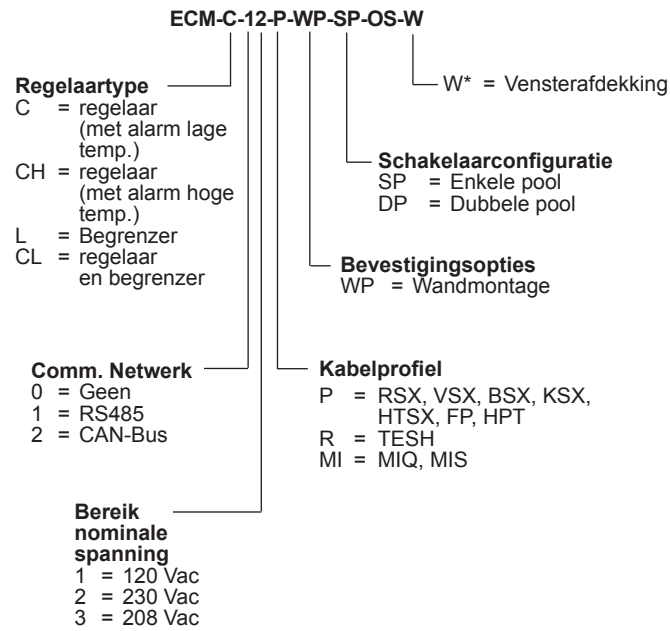 ECM-C-12-P-WP-SP-OS-W
Regelaartype
C = regelaar
(met alarm lage
temp.)
CH = regelaar
(met alarm hoge
temp.)
L = Begrenzer
CL = regelaar
en begrenzer
W* = Vensterafdekking
Schakelaarconfiguratie
SP = Enkele pool
DP = Dubbele pool
Bevestigingsopties
WP = Wandmontage
Comm. Netwerk
0 = Geen
1 = RS485
2 = CAN-Bus
Kabelprofiel
P = RSX, VSX, BSX, KSX,
HTSX, FP, HPT
R = TESH
MI = MIQ, MIS
Bereik
nominale
spanning
1 = 120 Vac
2 = 230 Vac
3 = 208 Vac